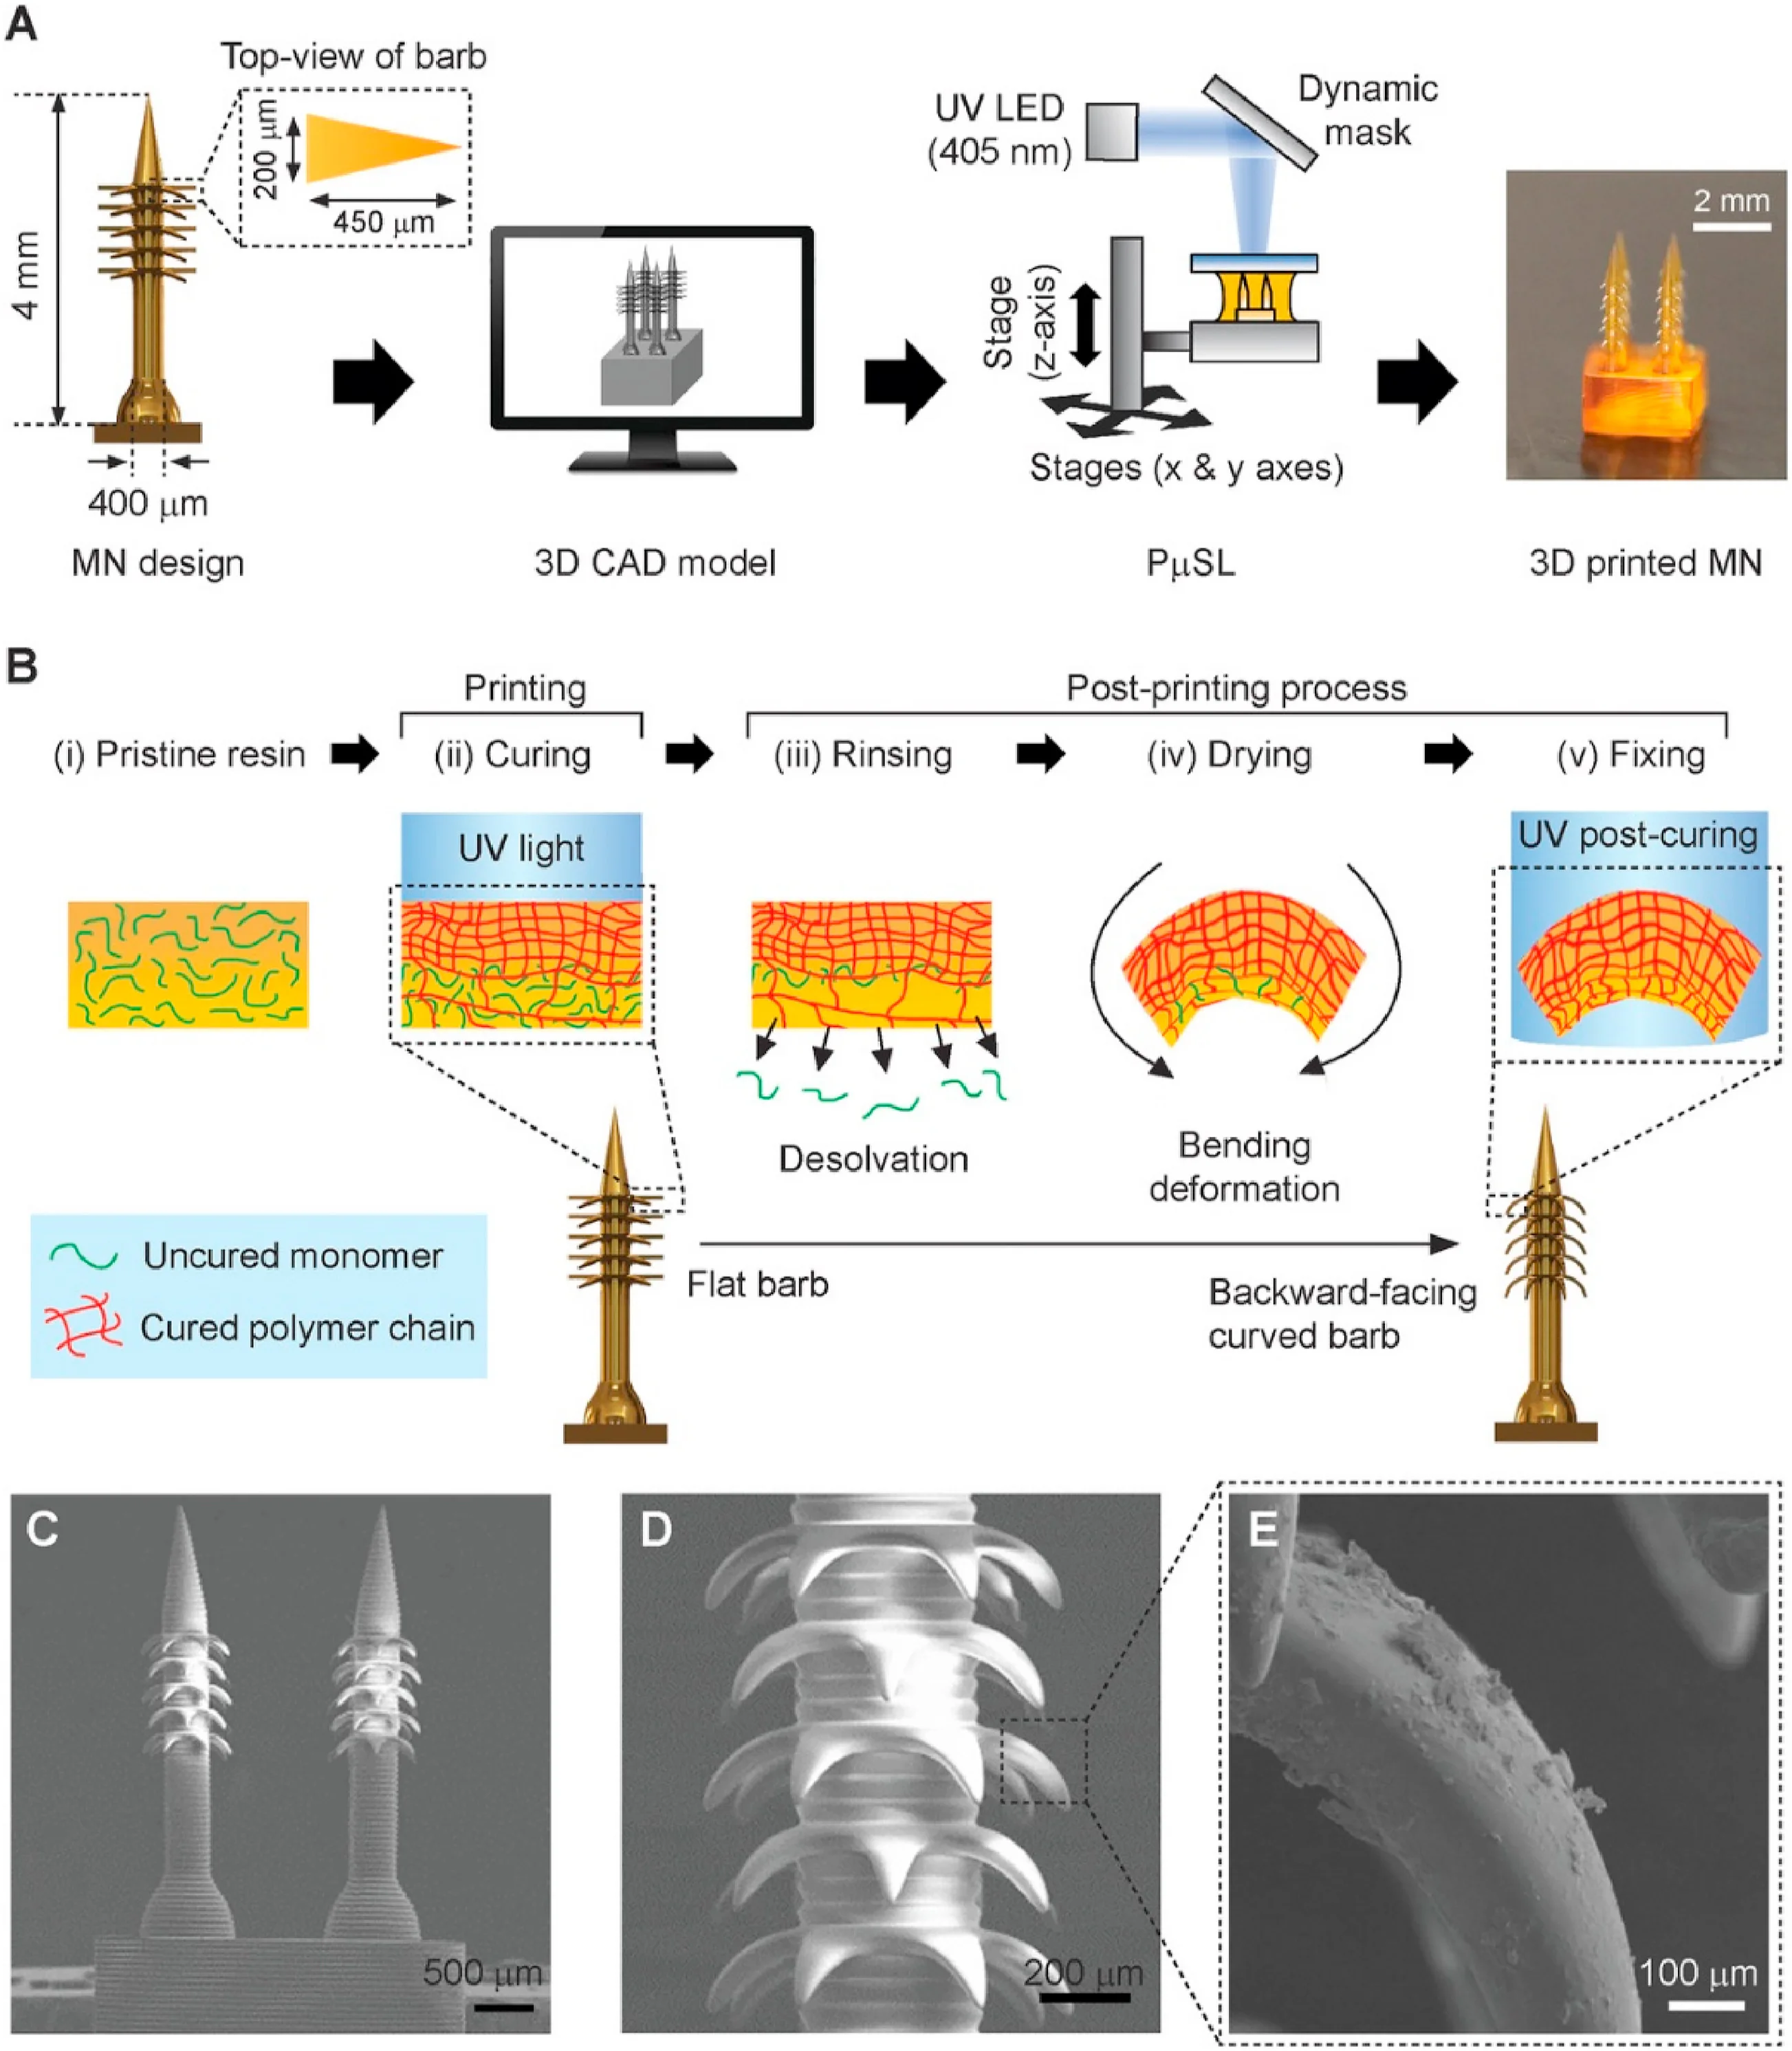 A
Top-view of barb
200 μm
450 μm
4 mm
400 μm
MN design
3D CAD model
UV LED
(405 nm)
Dynamic
mask
Stage
(z-axis)
Stages (x & y axes)
PμSL
2 mm
3D printed MN
B
Printing
Post-printing process
(i) Pristine resin
(ii) Curing
(iii) Rinsing
(iv) Drying
(v) Fixing
UV light
UV post-curing
Desolvation
Bending
deformation
Uncured monomer
Cured polymer chain
Flat barb
Backward-facing
curved barb
C
500 μm
D
200 μm
E
100 μm